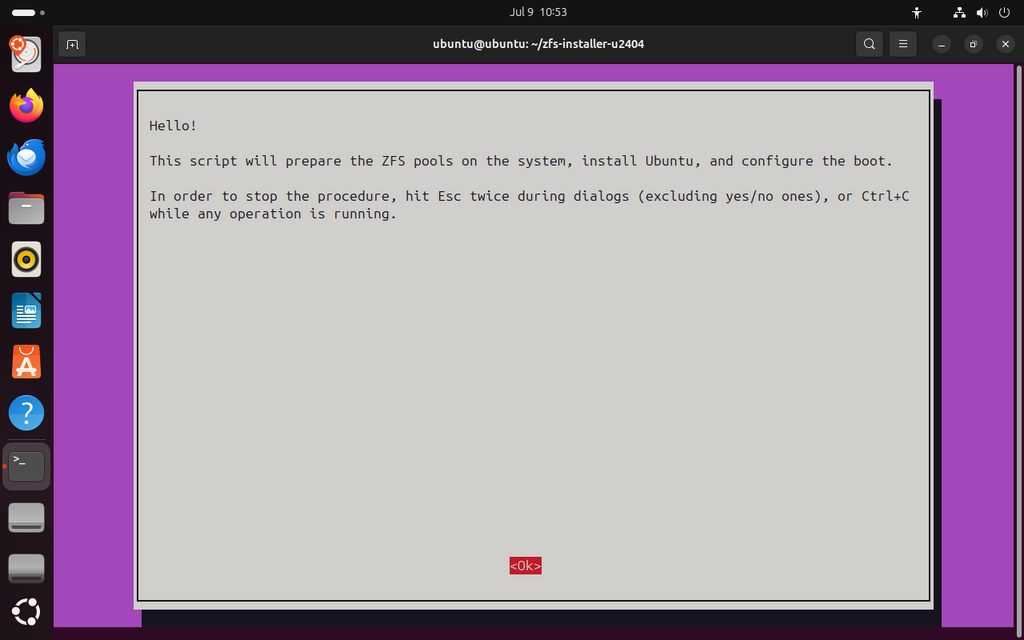 Jul 9 10:53
ubuntu@ubuntu: ~/zfs-installer-u2404
Hello!
This script will prepare the ZFS pools on the system, install Ubuntu, and configure the boot.
In order to stop the procedure, hit Esc twice during dialogs (excluding yes/no ones), or Ctrl+C
while any operation is running.
<Ok>